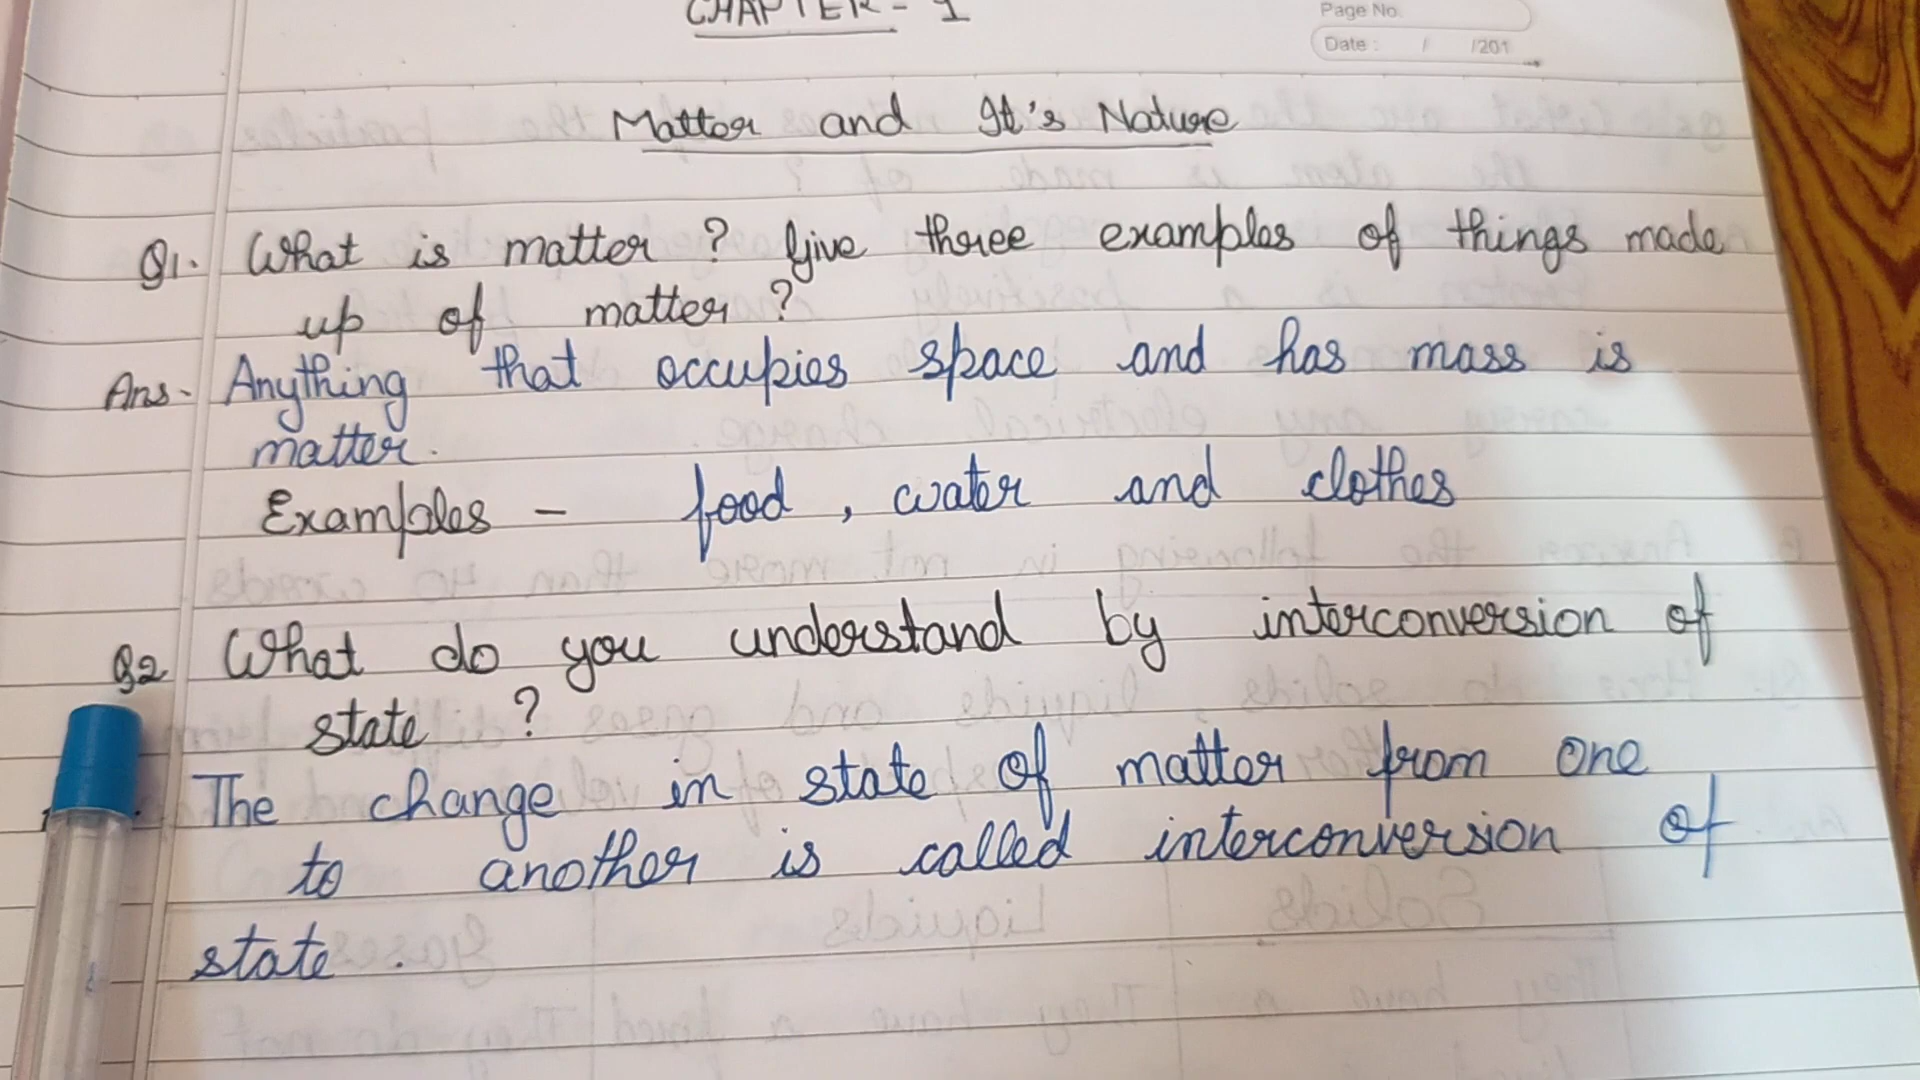 CHAPTER - 1
Page No.
Date : / /201
Matter and It's Nature
Q1. What is matter ? Give three examples of things made
up of matter ?
Ans - Anything that occupies space and has mass is
matter.
Examples - food , water and clothes
Q2 What do you understand by interconversion of
state ?
The change in state of matter from one
to another is called interconversion of
state .